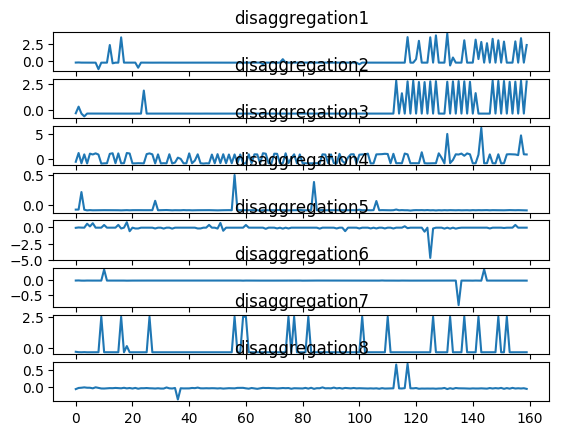 disaggregation1
2.5
0.0
disaggregation2
2.5
0.0
disaggregation3
5
0
disaggregation4
0.5
0.0
disaggregation5
0.0
−2.5
−5.0
disaggregation6
0.0
−0.5
disaggregation7
2.5
0.0
disaggregation8
0.5
0.0
0 20 40 60 80 100 120 140 160